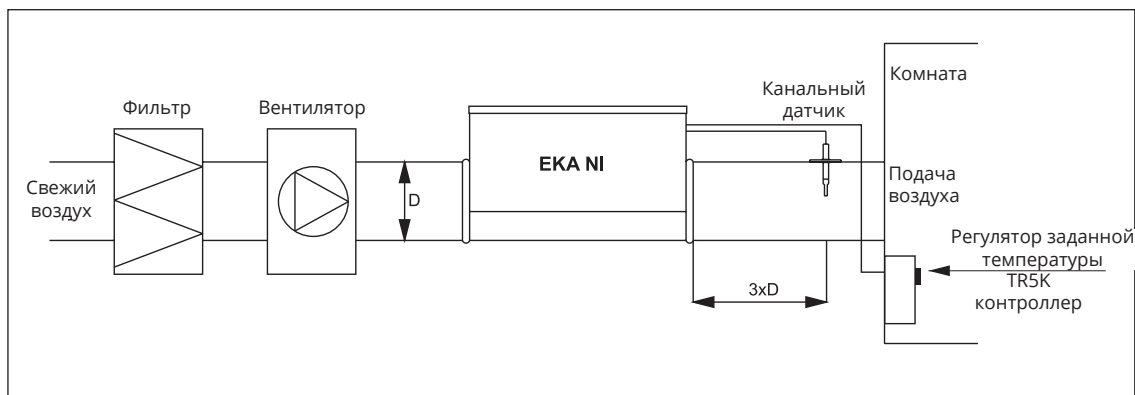 Комната
Фильтр
Вентилятор
Канальный
датчик
EKA NI
Свежий
воздух
D
Подача
воздуха
Регулятор заданной
температуры
TR5K
контроллер
3xD